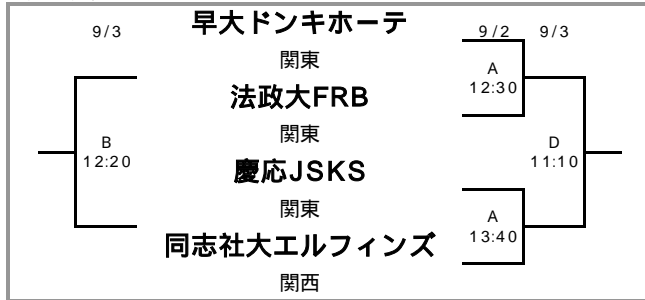 9/3 早大ドンキホーテ 9/2 9/3
関東
A
12:30
法政大FRB
関東
B
12:20
D
11:10
慶応JSKS
関東
A
13:40
同志社大エルフィンズ
関西